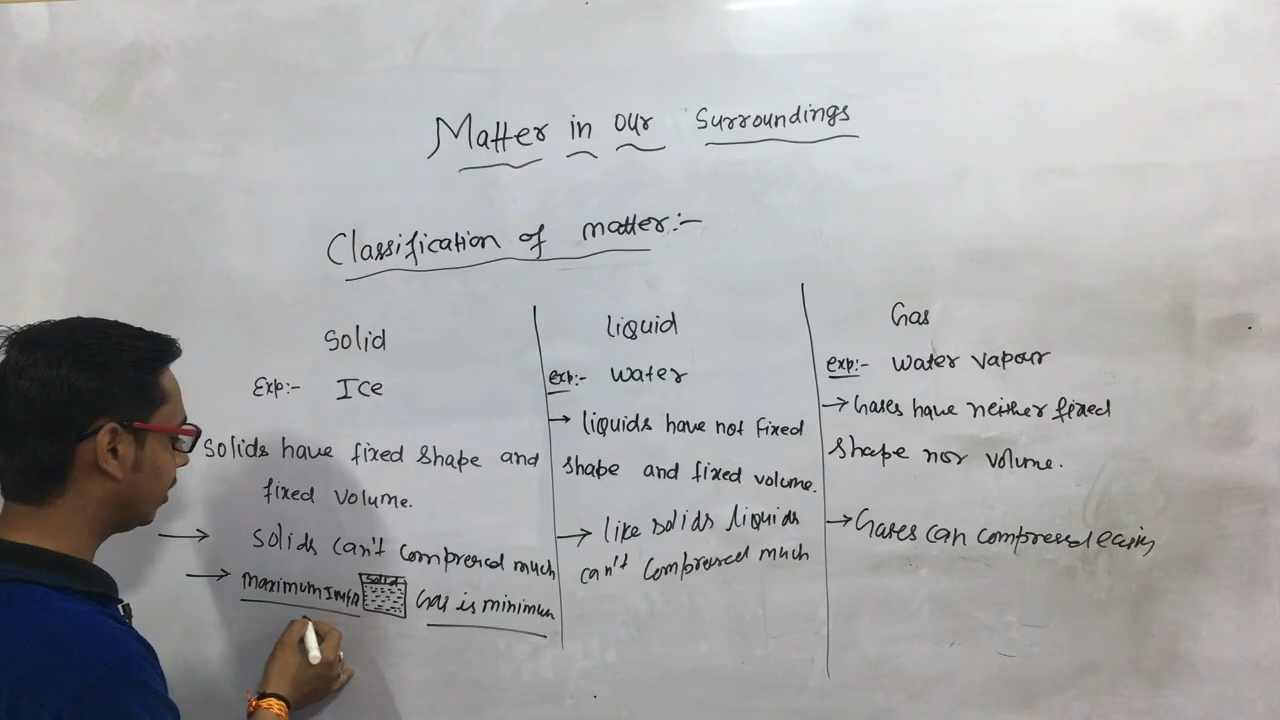 Matter in our Surroundings
Classification of matter:-
Solid
Exp:- Ice
Solids have fixed shape and
fixed volume.
→ Solids can't compressed much
→ maximum IMFA
Solid
Gas is minimum
liquid
exp:- water
→ liquids have not fixed
shape and fixed volume.
→ like solids liquids
can't compressed much
Gas
exp:- water vapour
→ Gases have neither fixed
shape nor volume.
→ Gases can compressed easily